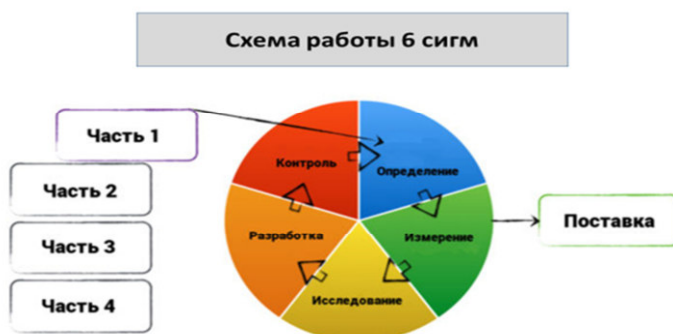 Схема работы 6 сигм
Часть 1
Часть 2
Часть 3
Часть 4
Контроль
Определение
Разработка
Измерение
Исследование
Поставка